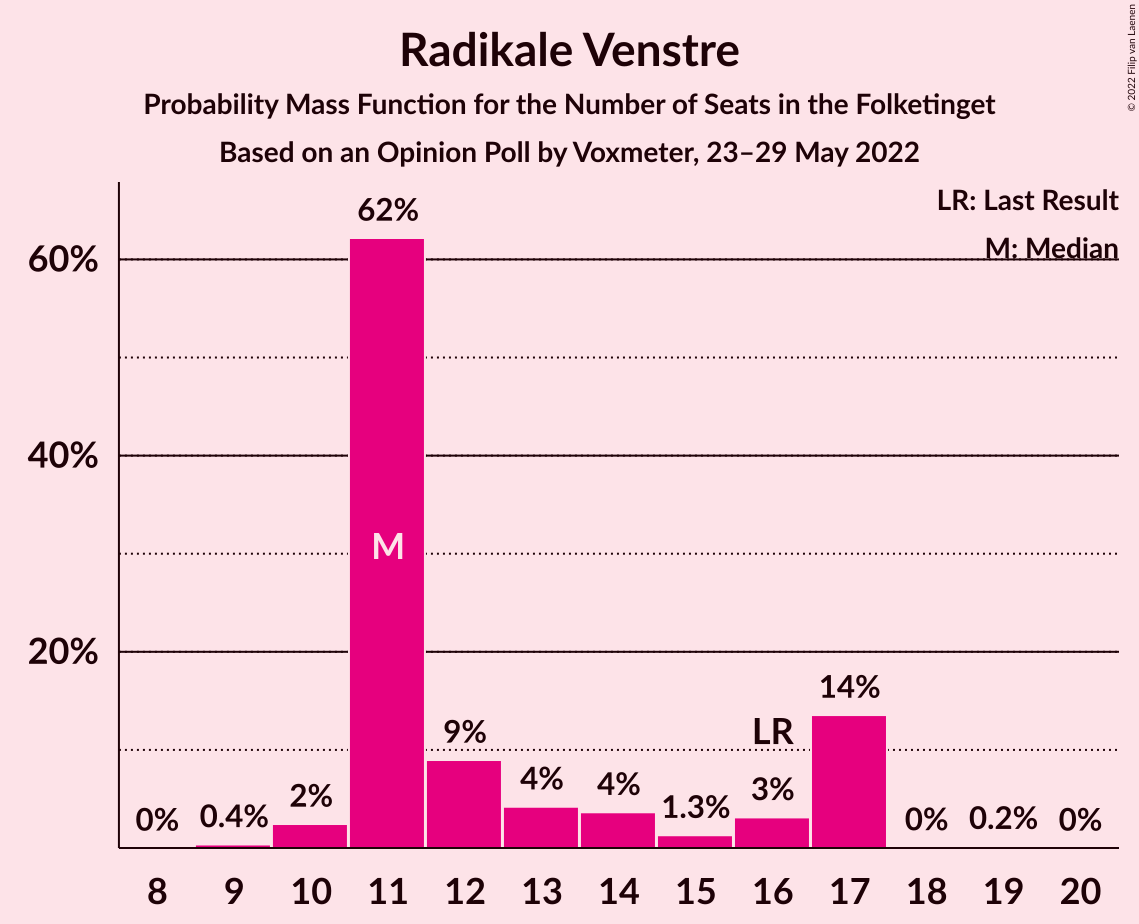 Radikale Venstre
Probability Mass Function for the Number of Seats in the Folketinget
Based on an Opinion Poll by Voxmeter, 23–29 May 2022
© 2022 Filip van Laenen
LR: Last Result
M: Median
60%
40%
20%
0%
0.4%
2%
62%
M
9%
4%
4%
1.3%
LR
3%
14%
0%
0.2%
0%
8 9 10 11 12 13 14 15 16 17 18 19 20